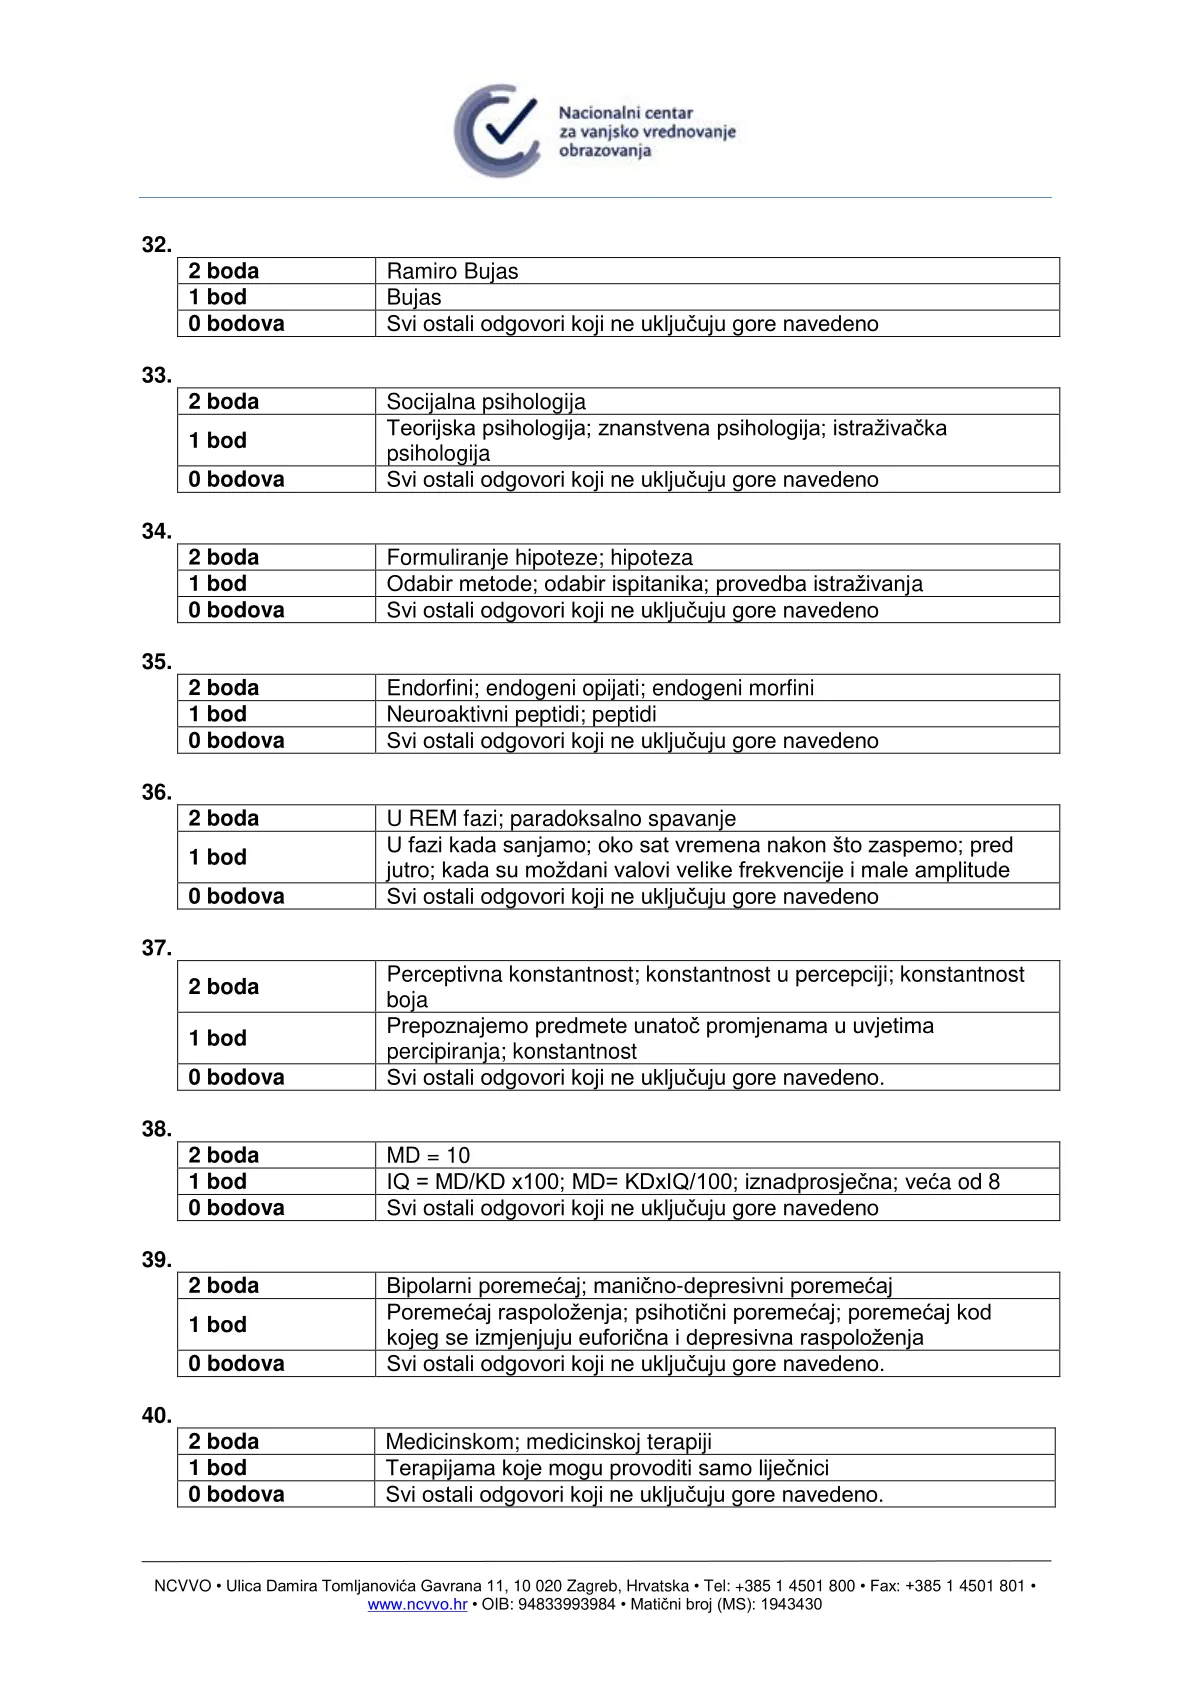 Nacionalni centar
za vanjsko vrednovanje
obrazovanja
32.
2 boda Ramiro Bujas
1 bod Bujas
0 bodova Svi ostali odgovori koji ne uključuju gore navedeno
33.
2 boda Socijalna psihologija
1 bod Teorijska psihologija; znanstvena psihologija; istraživačka
psihologija
0 bodova Svi ostali odgovori koji ne uključuju gore navedeno
34.
2 boda Formuliranje hipoteze; hipoteza
1 bod Odabir metode; odabir ispitanika; provedba istraživanja
0 bodova Svi ostali odgovori koji ne uključuju gore navedeno
35.
2 boda Endorfini; endogeni opijati; endogeni morfini
1 bod Neuroaktivni peptidi; peptidi
0 bodova Svi ostali odgovori koji ne uključuju gore navedeno
36.
2 boda U REM fazi; paradoksalno spavanje
1 bod U fazi kada sanjamo; oko sat vremena nakon što zaspemo; pred
jutro; kada su moždani valovi velike frekvencije i male amplitude
0 bodova Svi ostali odgovori koji ne uključuju gore navedeno
37.
2 boda Perceptivna konstantnost; konstantnost u percepciji; konstantnost
boja
1 bod Prepoznajemo predmete unatoč promjenama u uvjetima
percipiranja; konstantnost
0 bodova Svi ostali odgovori koji ne uključuju gore navedeno.
38.
2 boda MD = 10
1 bod IQ = MD/KD x100; MD= KDxIQ/100; iznadprosječna; veća od 8
0 bodova Svi ostali odgovori koji ne uključuju gore navedeno
39.
2 boda Bipolarni poremećaj; manično-depresivni poremećaj
1 bod Poremećaj raspoloženja; psihotični poremećaj; poremećaj kod
kojeg se izmjenjuju euforična i depresivna raspoloženja
0 bodova Svi ostali odgovori koji ne uključuju gore navedeno.
40.
2 boda Medicinskom; medicinskoj terapiji
1 bod Terapijama koje mogu provoditi samo liječnici
0 bodova Svi ostali odgovori koji ne uključuju gore navedeno.
NCVVO • Ulica Damira Tomljanovića Gavrana 11, 10 020 Zagreb, Hrvatska • Tel: +385 1 4501 800 • Fax: +385 1 4501 801 •
www.ncvvo.hr • OIB: 94833993984 • Matični broj (MS): 1943430